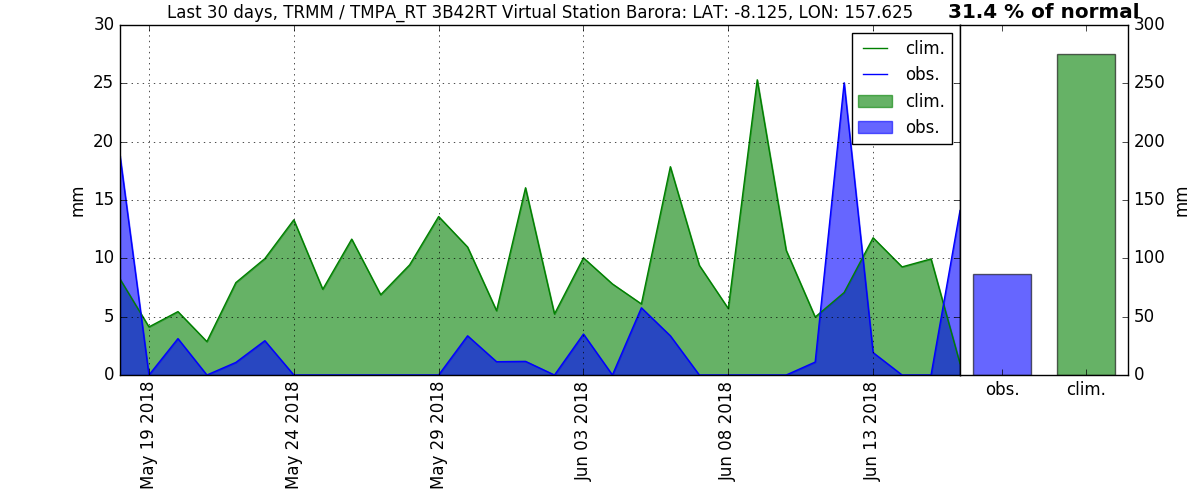 Last 30 days, TRMM / TMPA_RT 3B42RT Virtual Station Barora: LAT: -8.125, LON: 157.625
31.4 % of normal
30
25
20
15
10
5
0
mm
clim.
obs.
clim.
obs.
300
250
200
150
100
50
0
mm
May 19 2018
May 24 2018
May 29 2018
Jun 03 2018
Jun 08 2018
Jun 13 2018
obs.
clim.